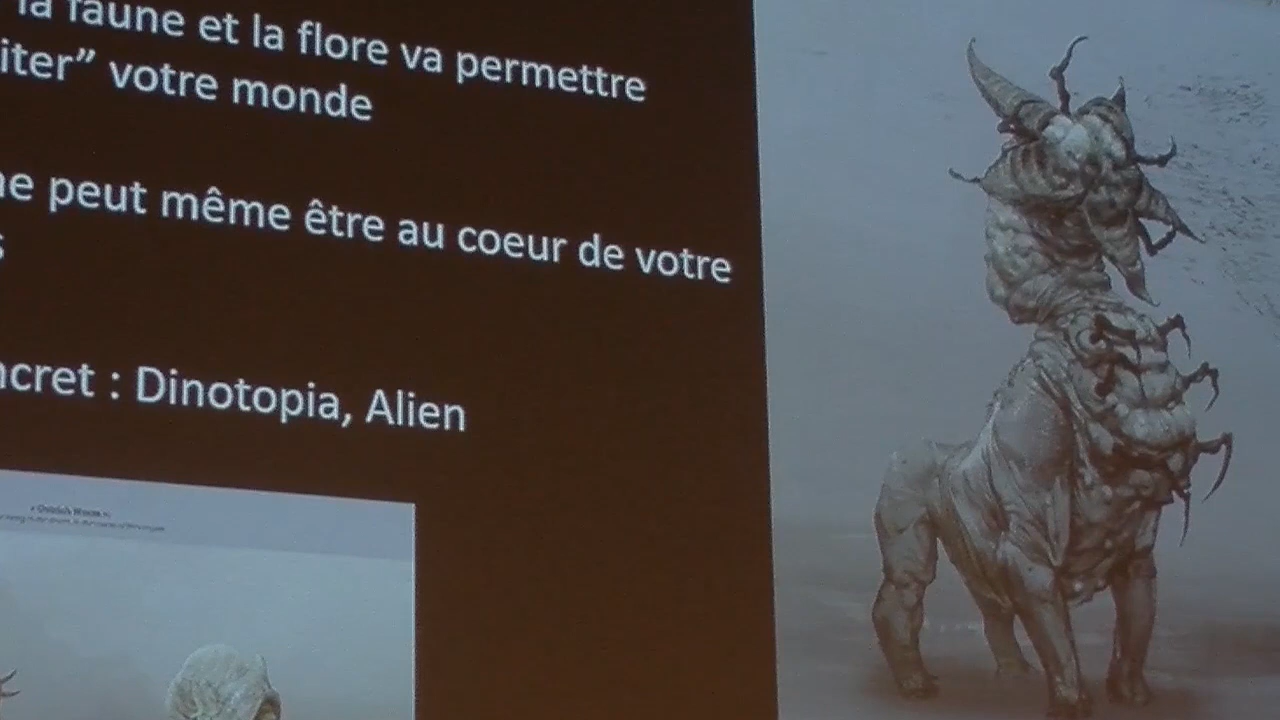 la faune et la flore va permettre
iter” votre monde
ne peut même être au coeur de votre
s
ncret : Dinotopia, Alien